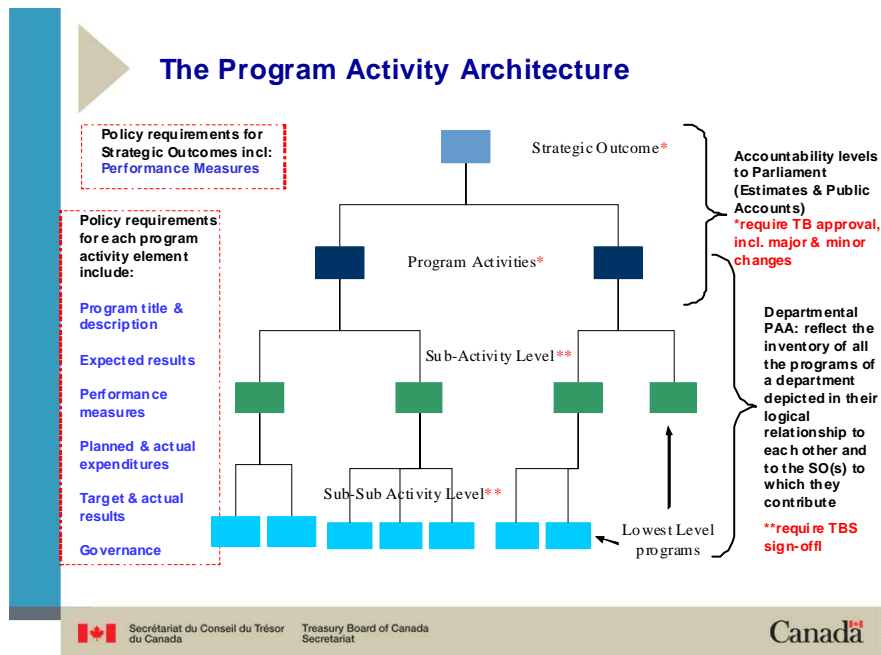 The Program Activity Architecture
Policy requirements for
Strategic Outcomes incl:
Performance Measures
Policy requirements
for each program
activity element
include:
Program title &
description
Expected results
Performance
measures
Planned & actual
expenditures
Target & actual
results
Governance
Strategic Outcome*
Program Activities*
Sub-Activity Level**
Sub-Sub Activity Level**
Lowest Level
programs
Accountability levels
to Parliament
(Estimates & Public
Accounts)
*require TB approval,
incl. major & minor
changes
Departmental
PAA: reflect the
inventory of all
the programs of
a department
depicted in their
logical
relationship to
each other and
to the SO(s) to
which they
contribute
**require TBS
sign-offl
Secrétariat du Conseil du Trésor
du Canada
Treasury Board of Canada
Secretariat
Canada